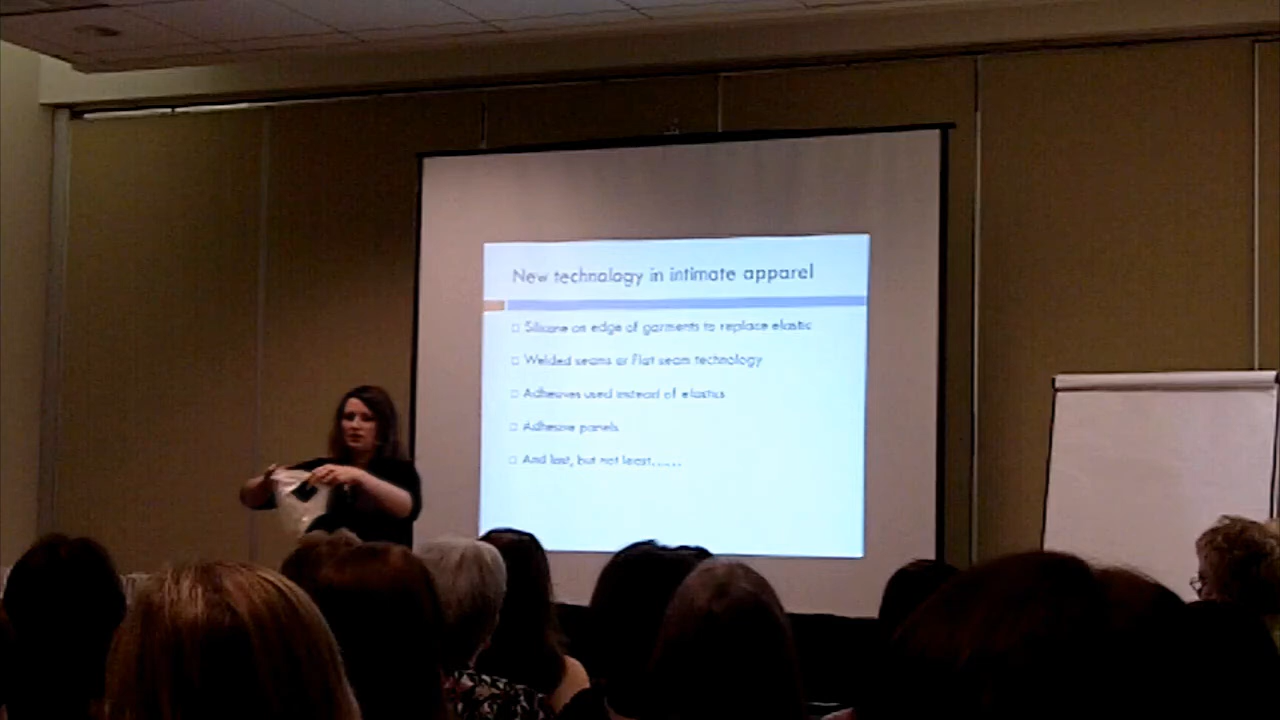 New technology in intimate apparel
Silicone on edge of garments to replace elastic
Welded seams or Flat seam technology
Adhesives used instead of elastics
Adhesive panels
And last, but not least......